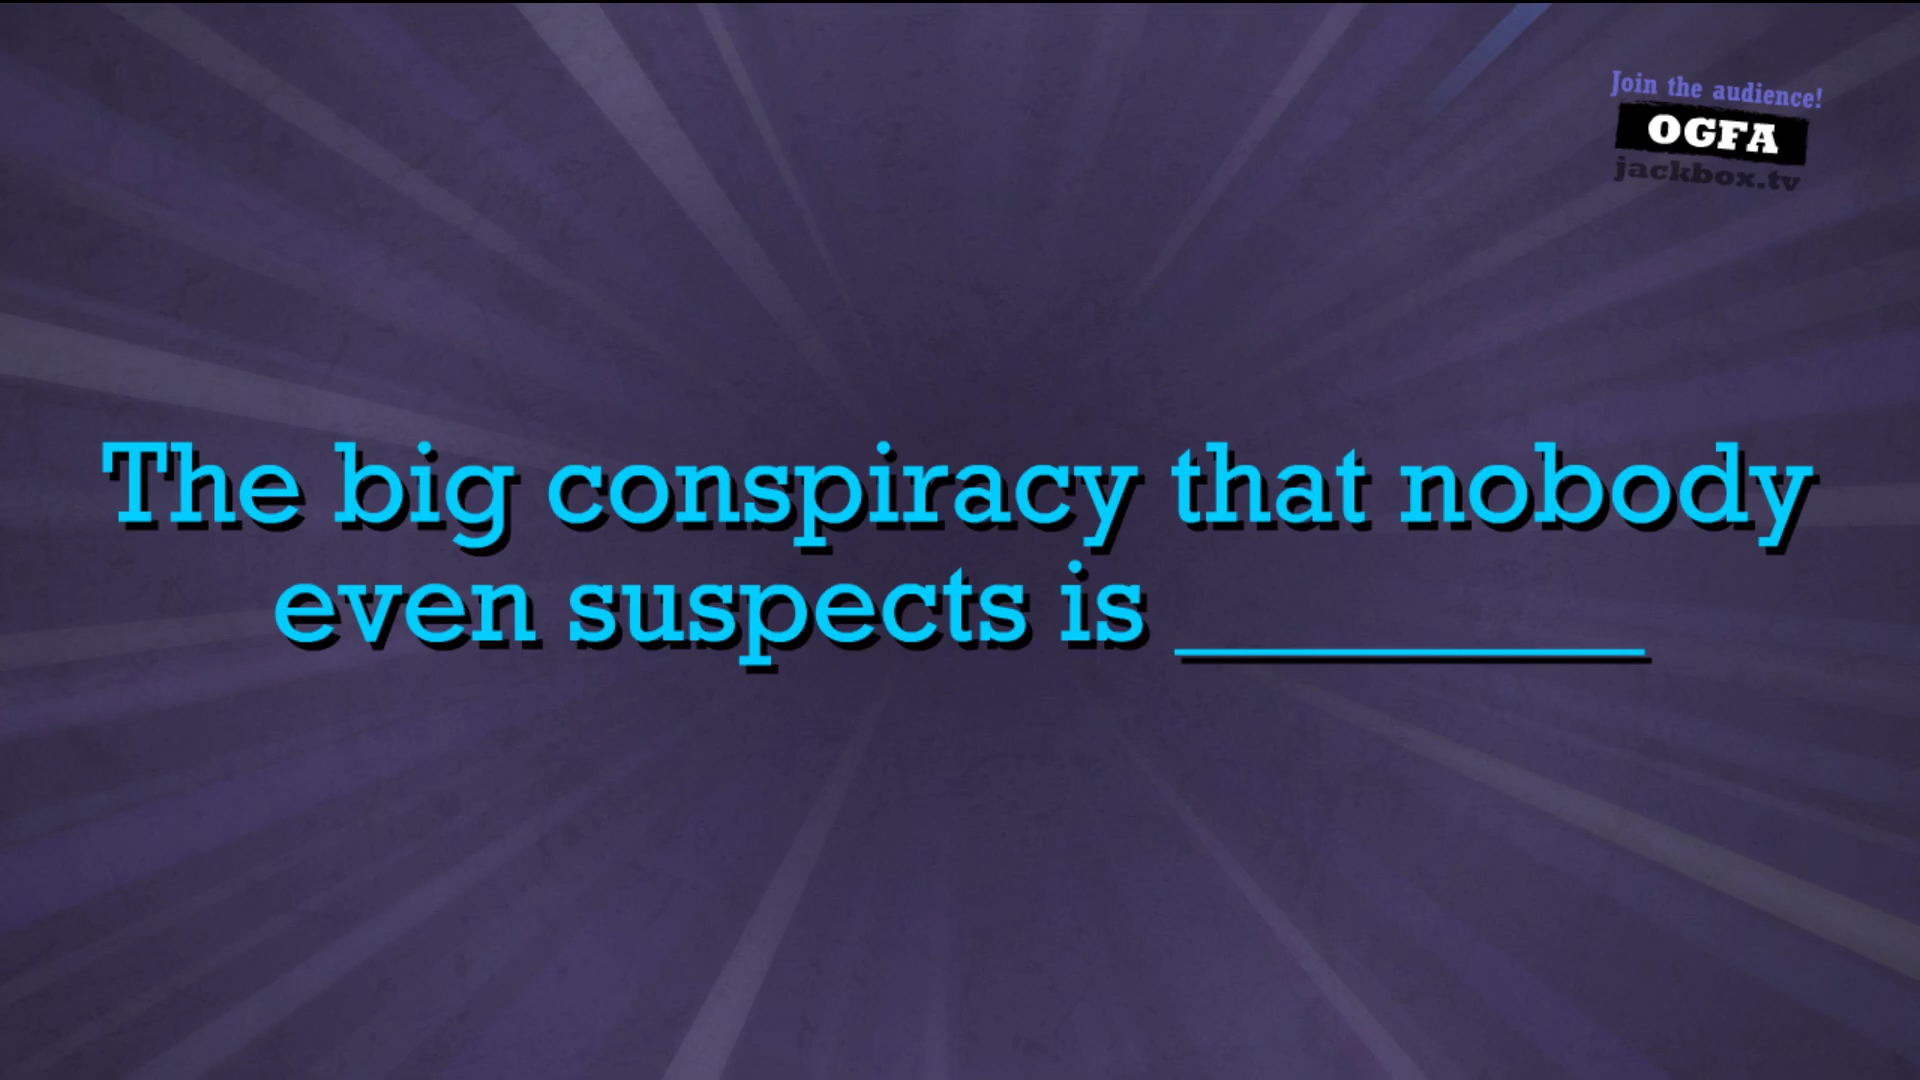 Join the audience!
OGFA
jackbox.tv
The big conspiracy that nobody
even suspects is ________